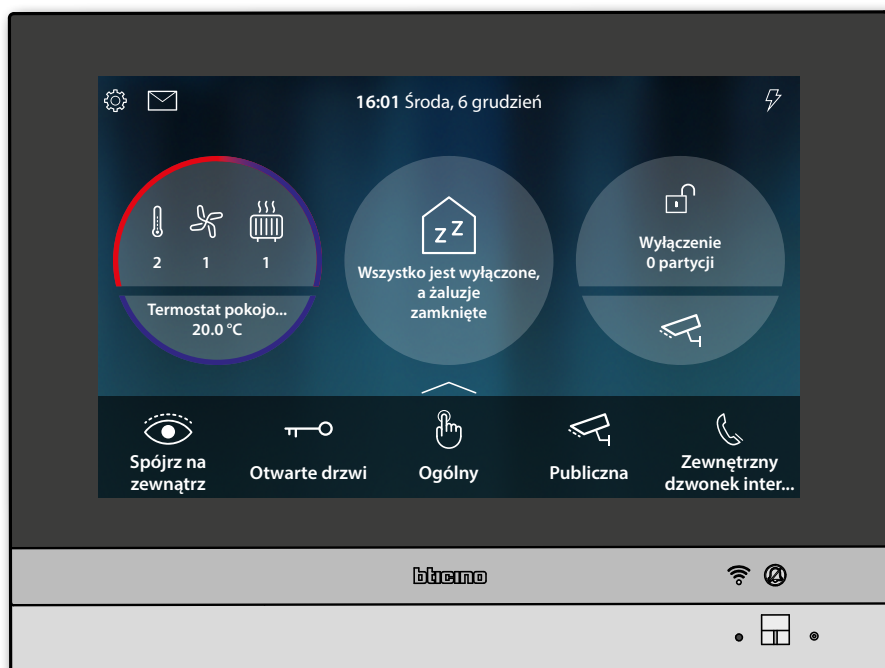 16:01 Środa, 6 grudzień
2 1 1
Termostat pokojo...
20.0 °C
z Z
Wszystko jest wyłączone,
a żaluzje
zamknięte
Wyłączenie
0 partycji
Spójrz na
zewnątrz
Otwarte drzwi
Ogólny
Publiczna
Zewnętrzny
dzwonek inter...
bticino